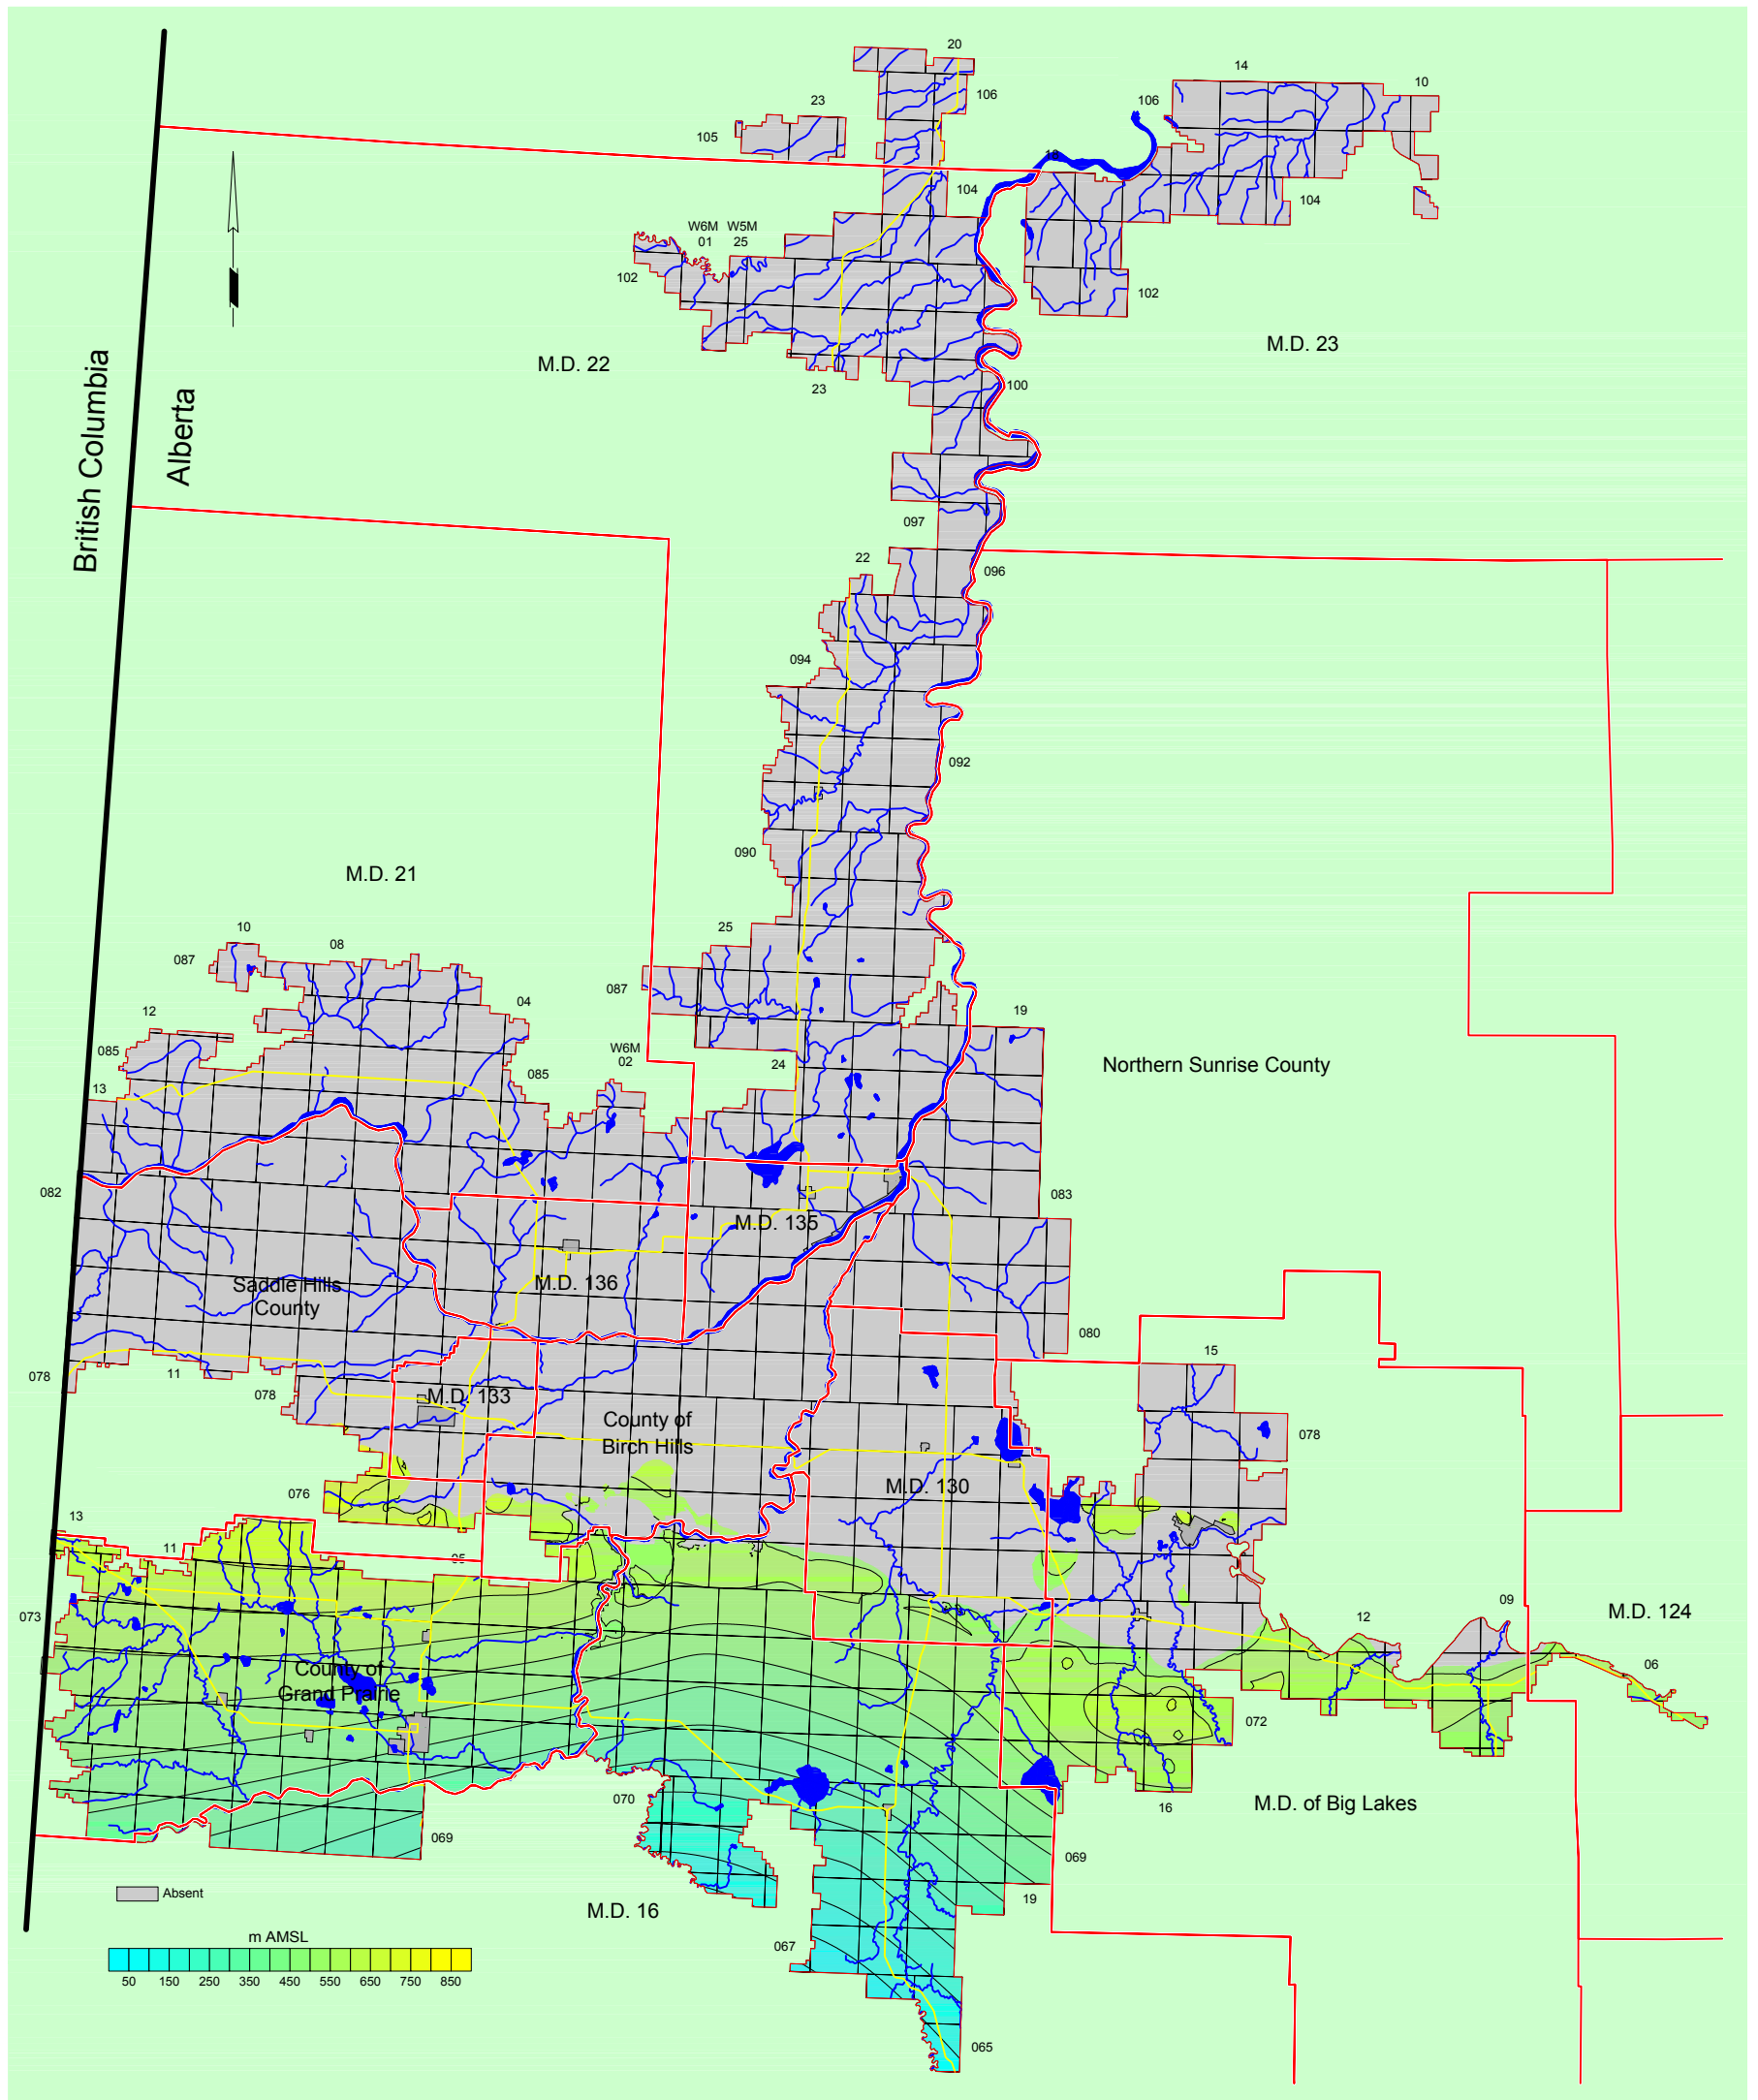 20
14
10
106
106
23
105
18
104
104
W6M W5M
01 25
102
102
M.D. 23
M.D. 22
British Columbia
Alberta
23
100
097
22
096
094
092
090
M.D. 21
10
08
25
087
087
04
12
19
085
W6M
02
24
Northern Sunrise County
13
085
082
083
M.D. 135
Saddle Hills
County
M.D. 136
080
15
078
11
078
M.D. 133
County of
Birch Hills
078
M.D. 130
076
13
11
05
073
12
09
M.D. 124
06
County of
Grand Prairie
072
070
16
M.D. of Big Lakes
069
069
Absent
19
M.D. 16
m AMSL
067
50 150 250 350 450 550 650 750 850
065